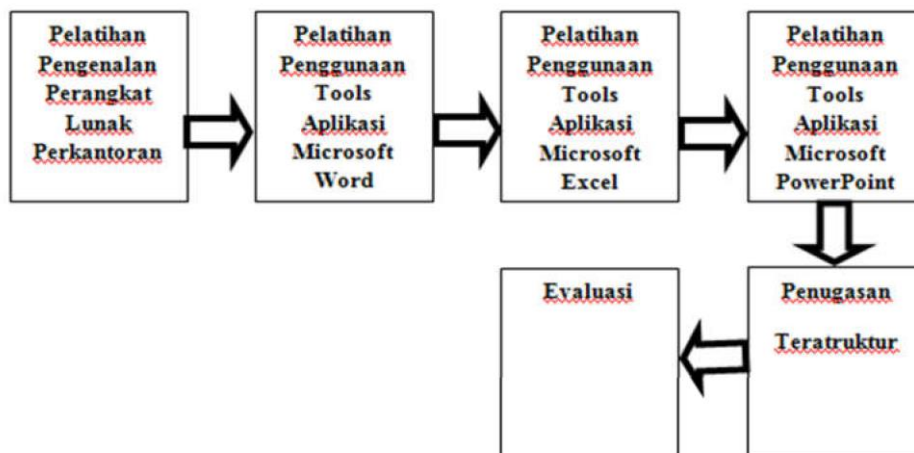 Pelatihan
Pengenalan
Perangkat
Lunak
Perkantoran
Pelatihan
Penggunaan
Tools
Aplikasi
Microsoft
Word
Pelatihan
Penggunaan
Tools
Aplikasi
Microsoft
Excel
Pelatihan
Penggunaan
Tools
Aplikasi
Microsoft
PowerPoint
Penugasan
Teratruktur
Evaluasi